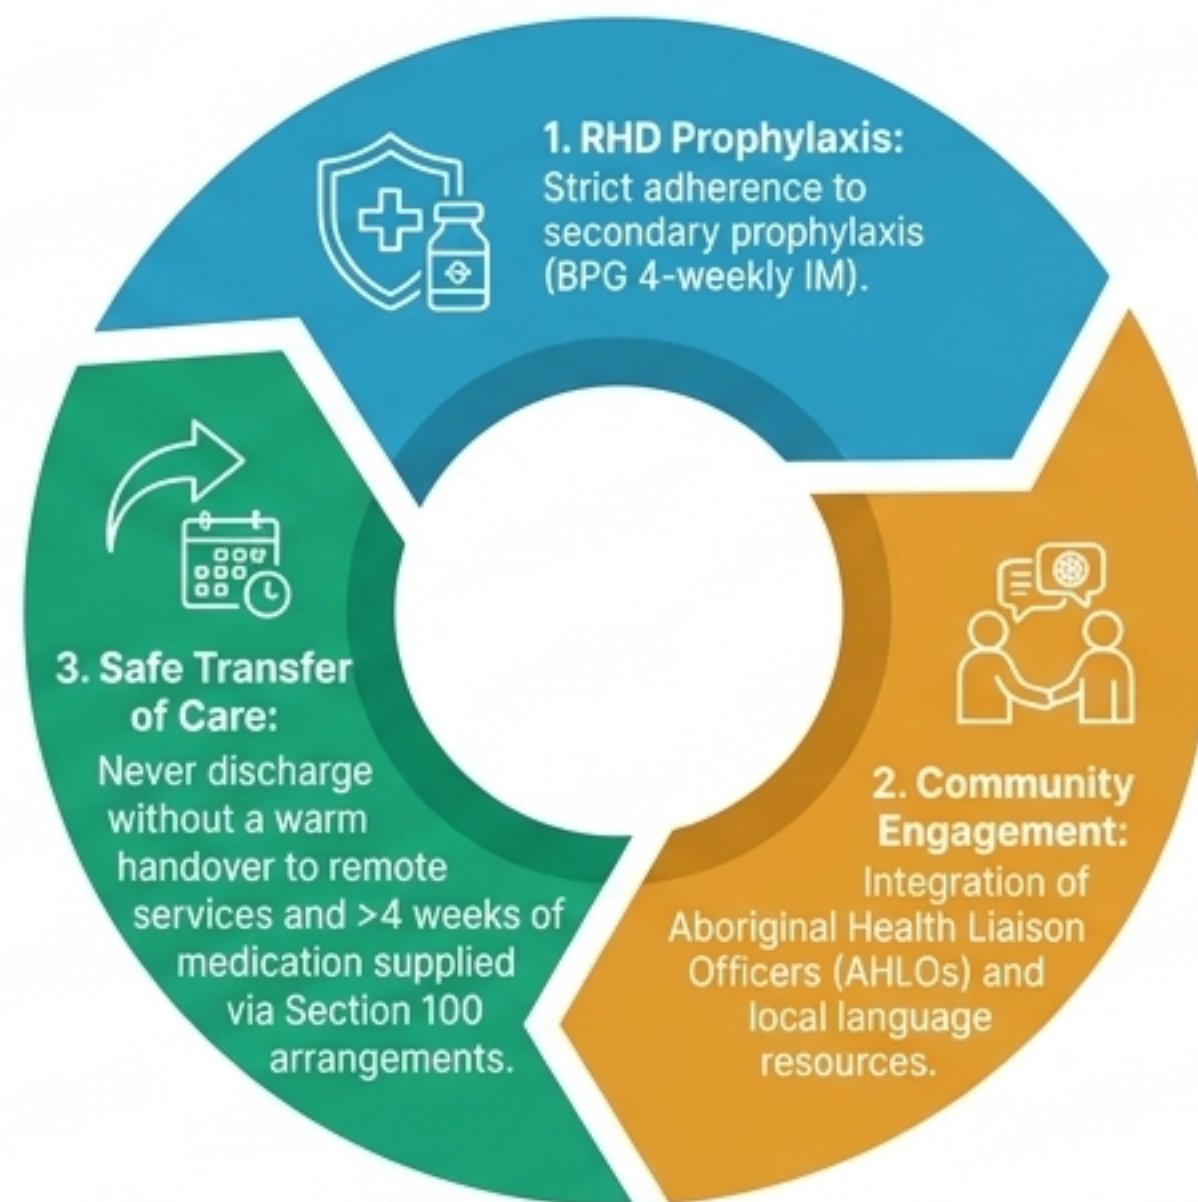 1. RHD Prophylaxis:
Strict adherence to
secondary prophylaxis
(BPG 4-weekly IM).
2. Community
Engagement:
Integration of
Aboriginal Health Liaison
Officers (AHLOs) and
local language
resources.
3. Safe Transfer
of Care:
Never discharge
without a warm
handover to remote
services and >4 weeks of
medication supplied
via Section 100
arrangements.